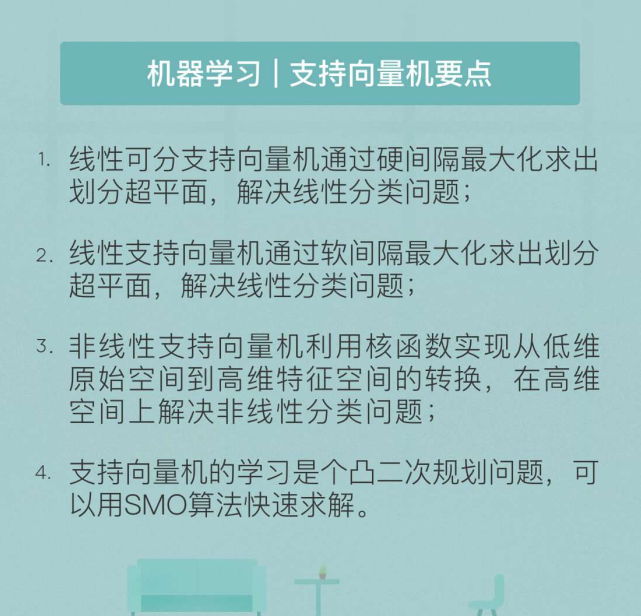 机器学习 | 支持向量机要点
1. 线性可分支持向量机通过硬间隔最大化求出
划分超平面，解决线性分类问题；
2. 线性支持向量机通过软间隔最大化求出划分
超平面，解决线性分类问题；
3. 非线性支持向量机利用核函数实现从低维
原始空间到高维特征空间的转换，在高维
空间上解决非线性分类问题；
4. 支持向量机的学习是个凸二次规划问题，可
以用SMO算法快速求解。